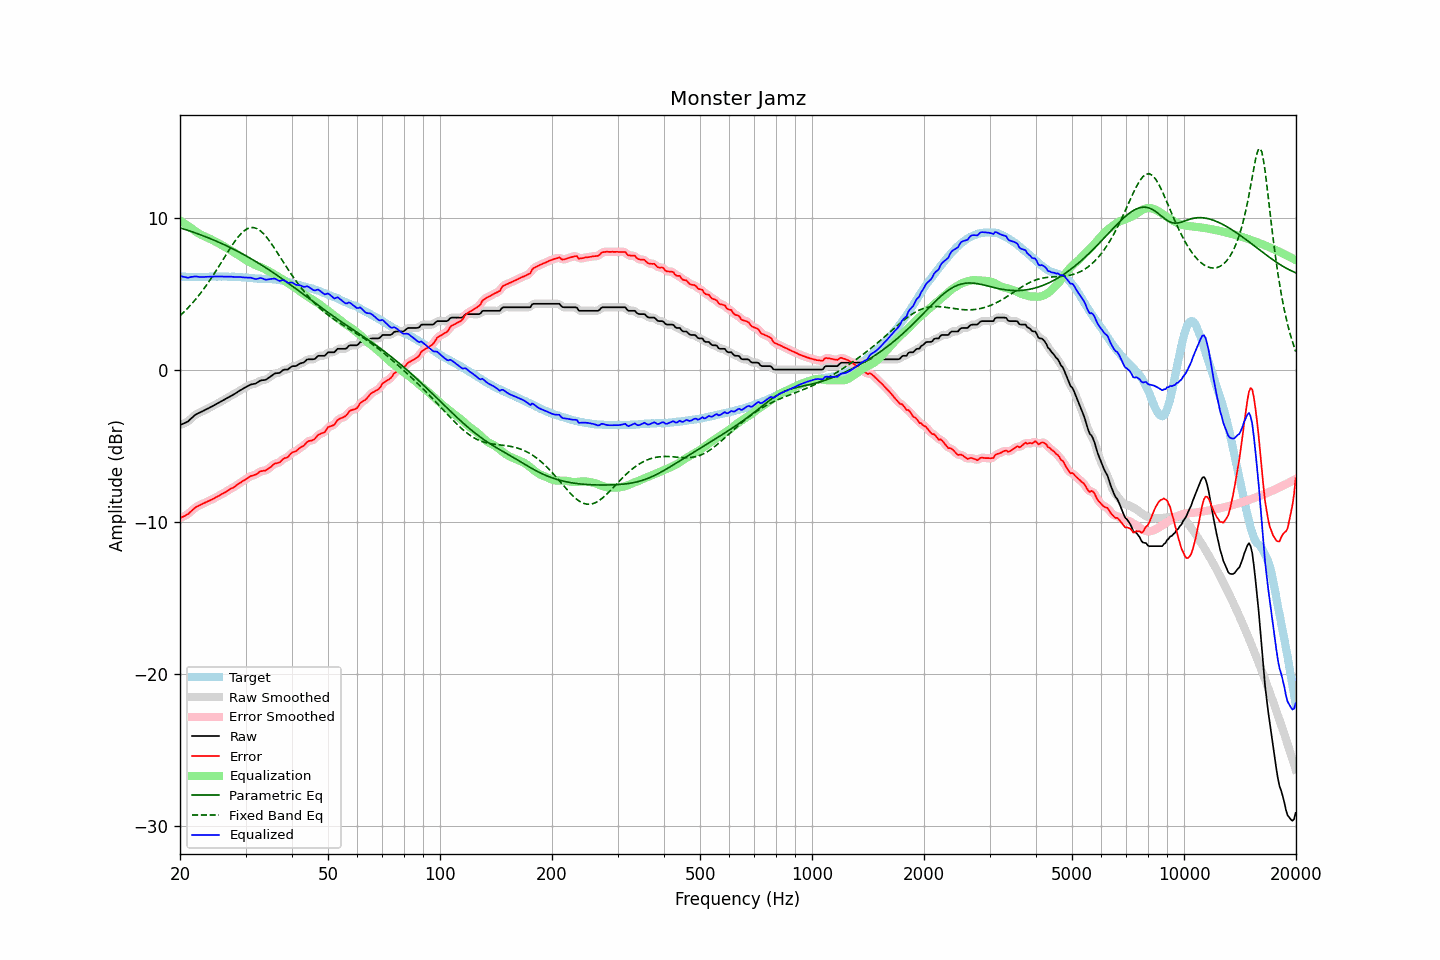 Monster Jamz
Amplitude (dBr)
10
0
−10
−20
−30
Target
Raw Smoothed
Error Smoothed
Raw
Error
Equalization
Parametric Eq
Fixed Band Eq
Equalized
20 50 100 200 500 1000 2000 5000 10000 20000
Frequency (Hz)